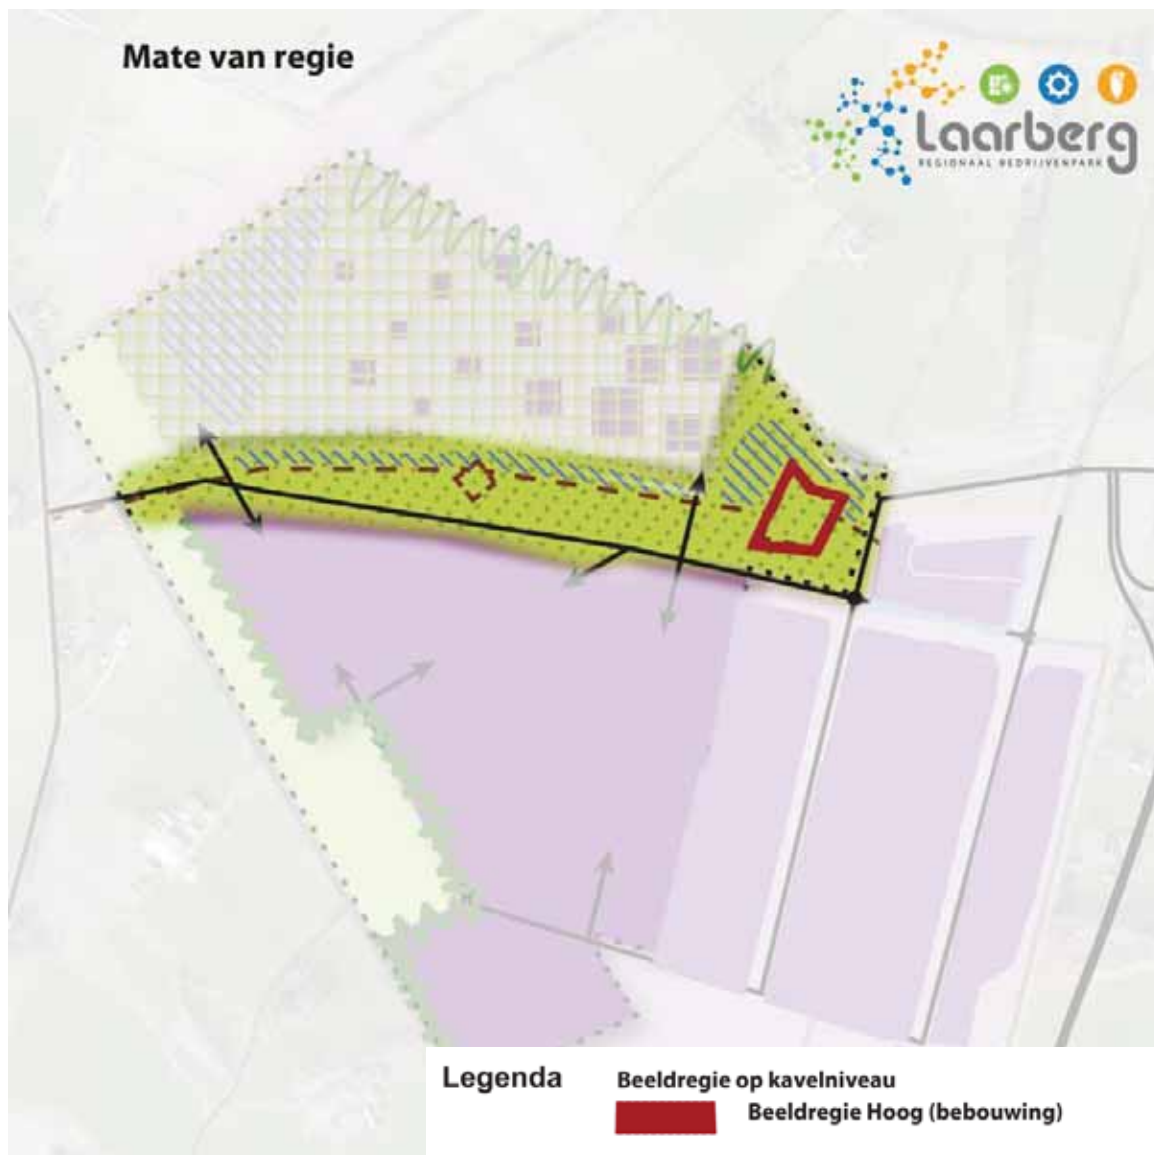 Mate van regie
Laarberg
REGIONAAL BEDRIJVENPARK
Legenda
Beeldregie op kavelniveau
Beeldregie Hoog (bebouwing)